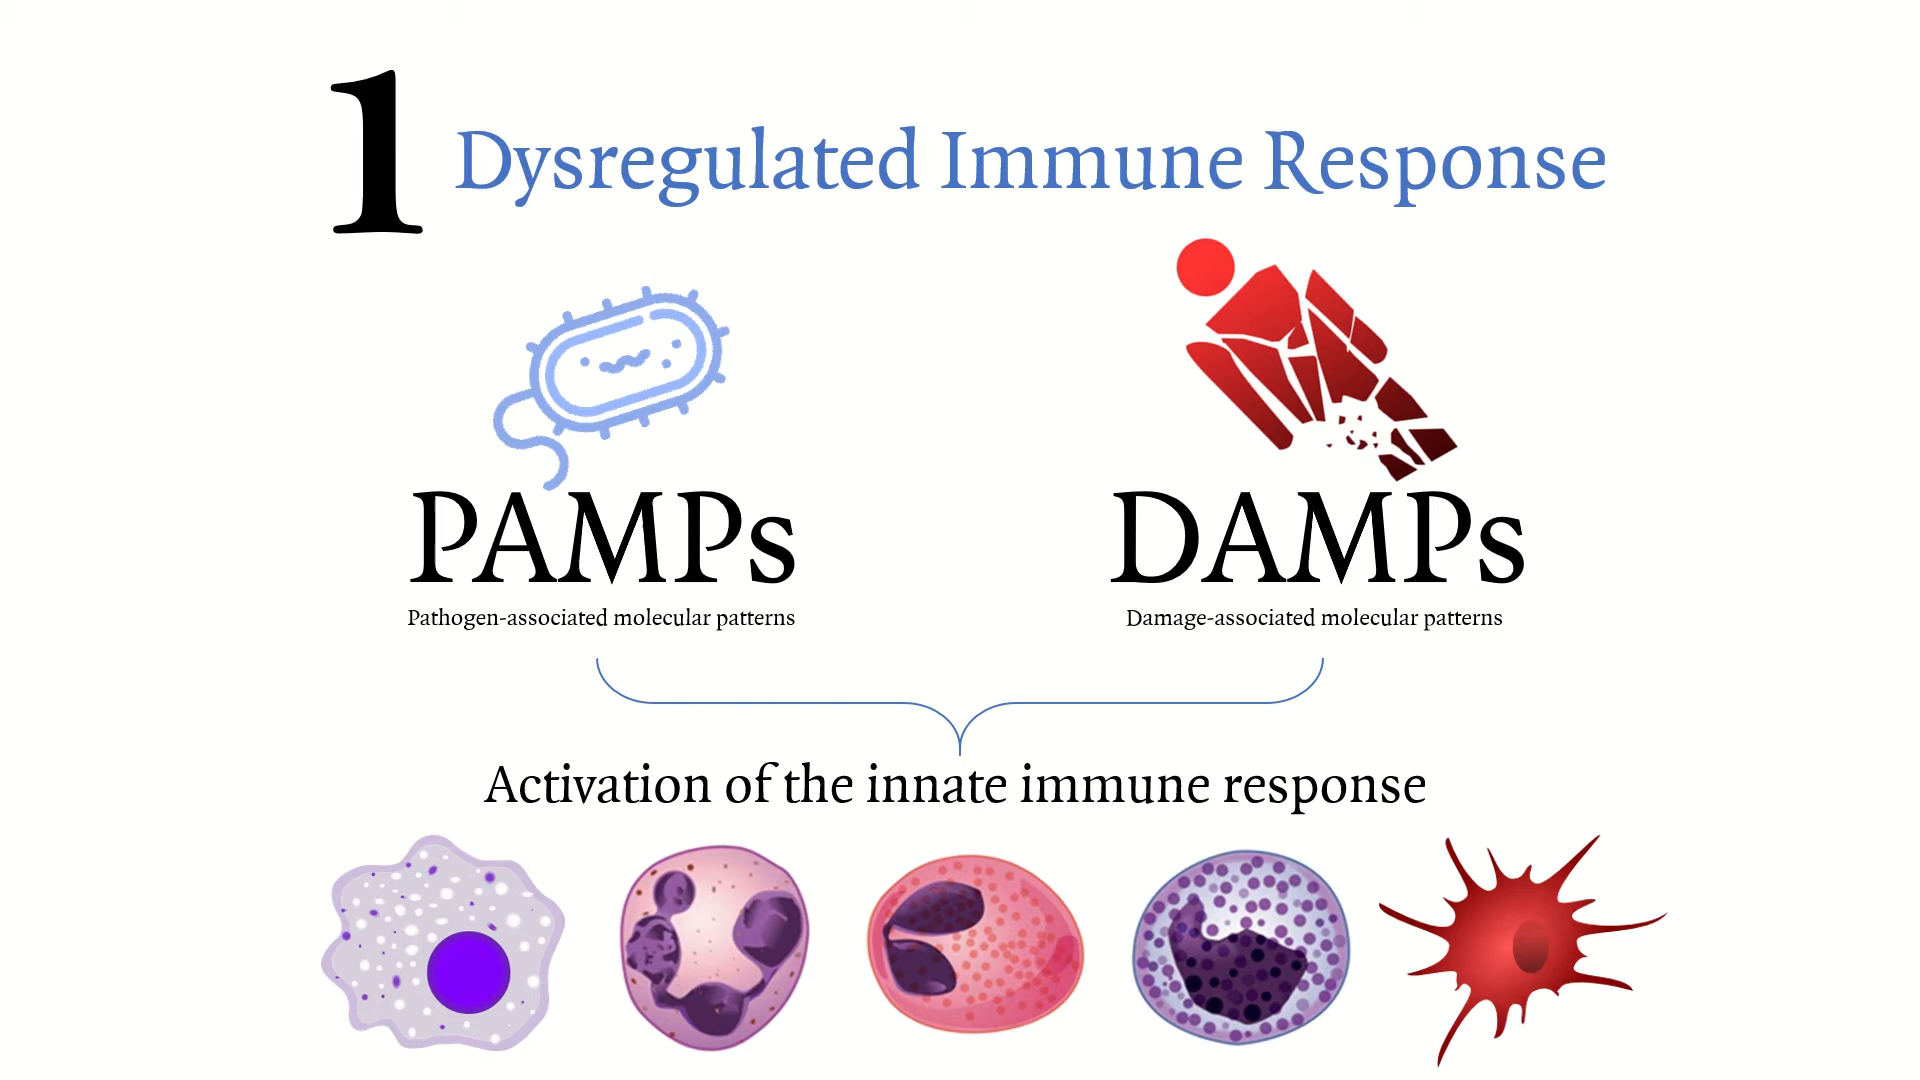 1 Dysregulated Immune Response
PAMPs
Pathogen-associated molecular patterns
DAMPs
Damage-associated molecular patterns
Activation of the innate immune response